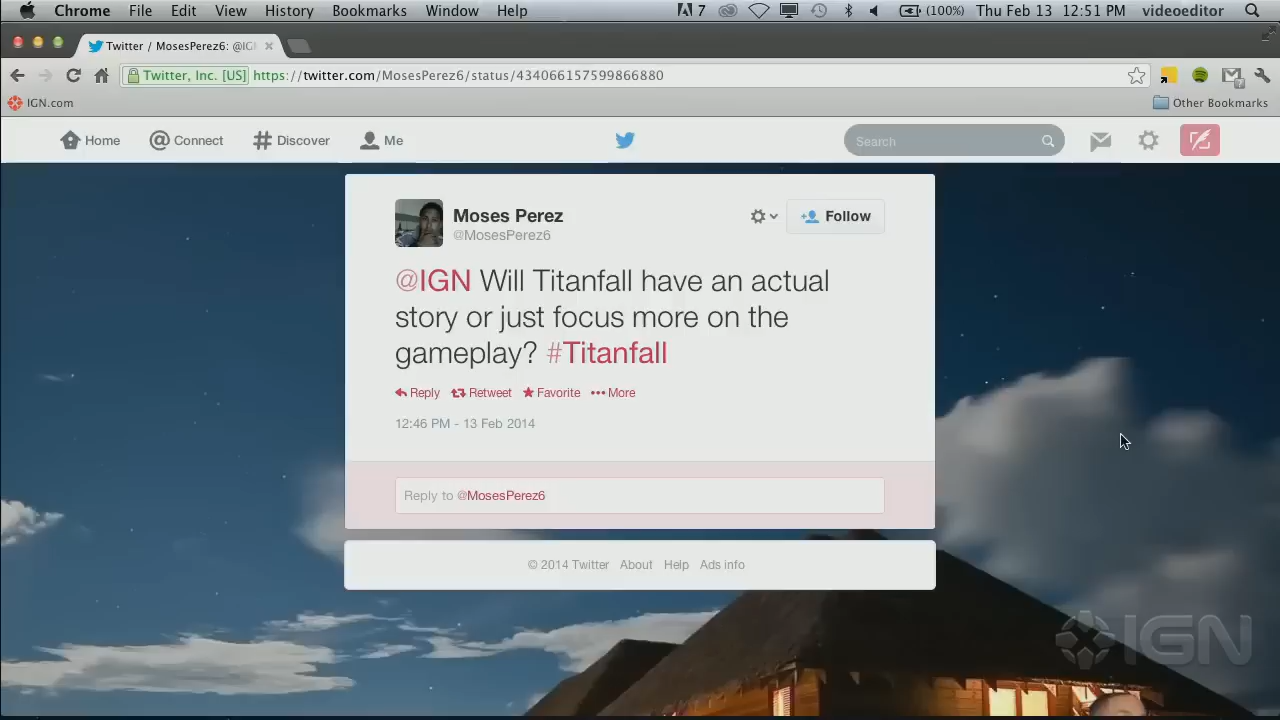 Chrome File Edit View History Bookmarks Window Help 7 (100%) Thu Feb 13 12:51 PM videoeditor
Twitter / MosesPerez6: @IGN
Twitter, Inc. [US] https://twitter.com/MosesPerez6/status/434066157599866880
IGN.com Other Bookmarks
Home Connect Discover Me Search
Moses Perez
@MosesPerez6
Follow
@IGN Will Titanfall have an actual
story or just focus more on the
gameplay? #Titanfall
Reply Retweet Favorite More
12:46 PM - 13 Feb 2014
Reply to @MosesPerez6
© 2014 Twitter About Help Ads info
IGN